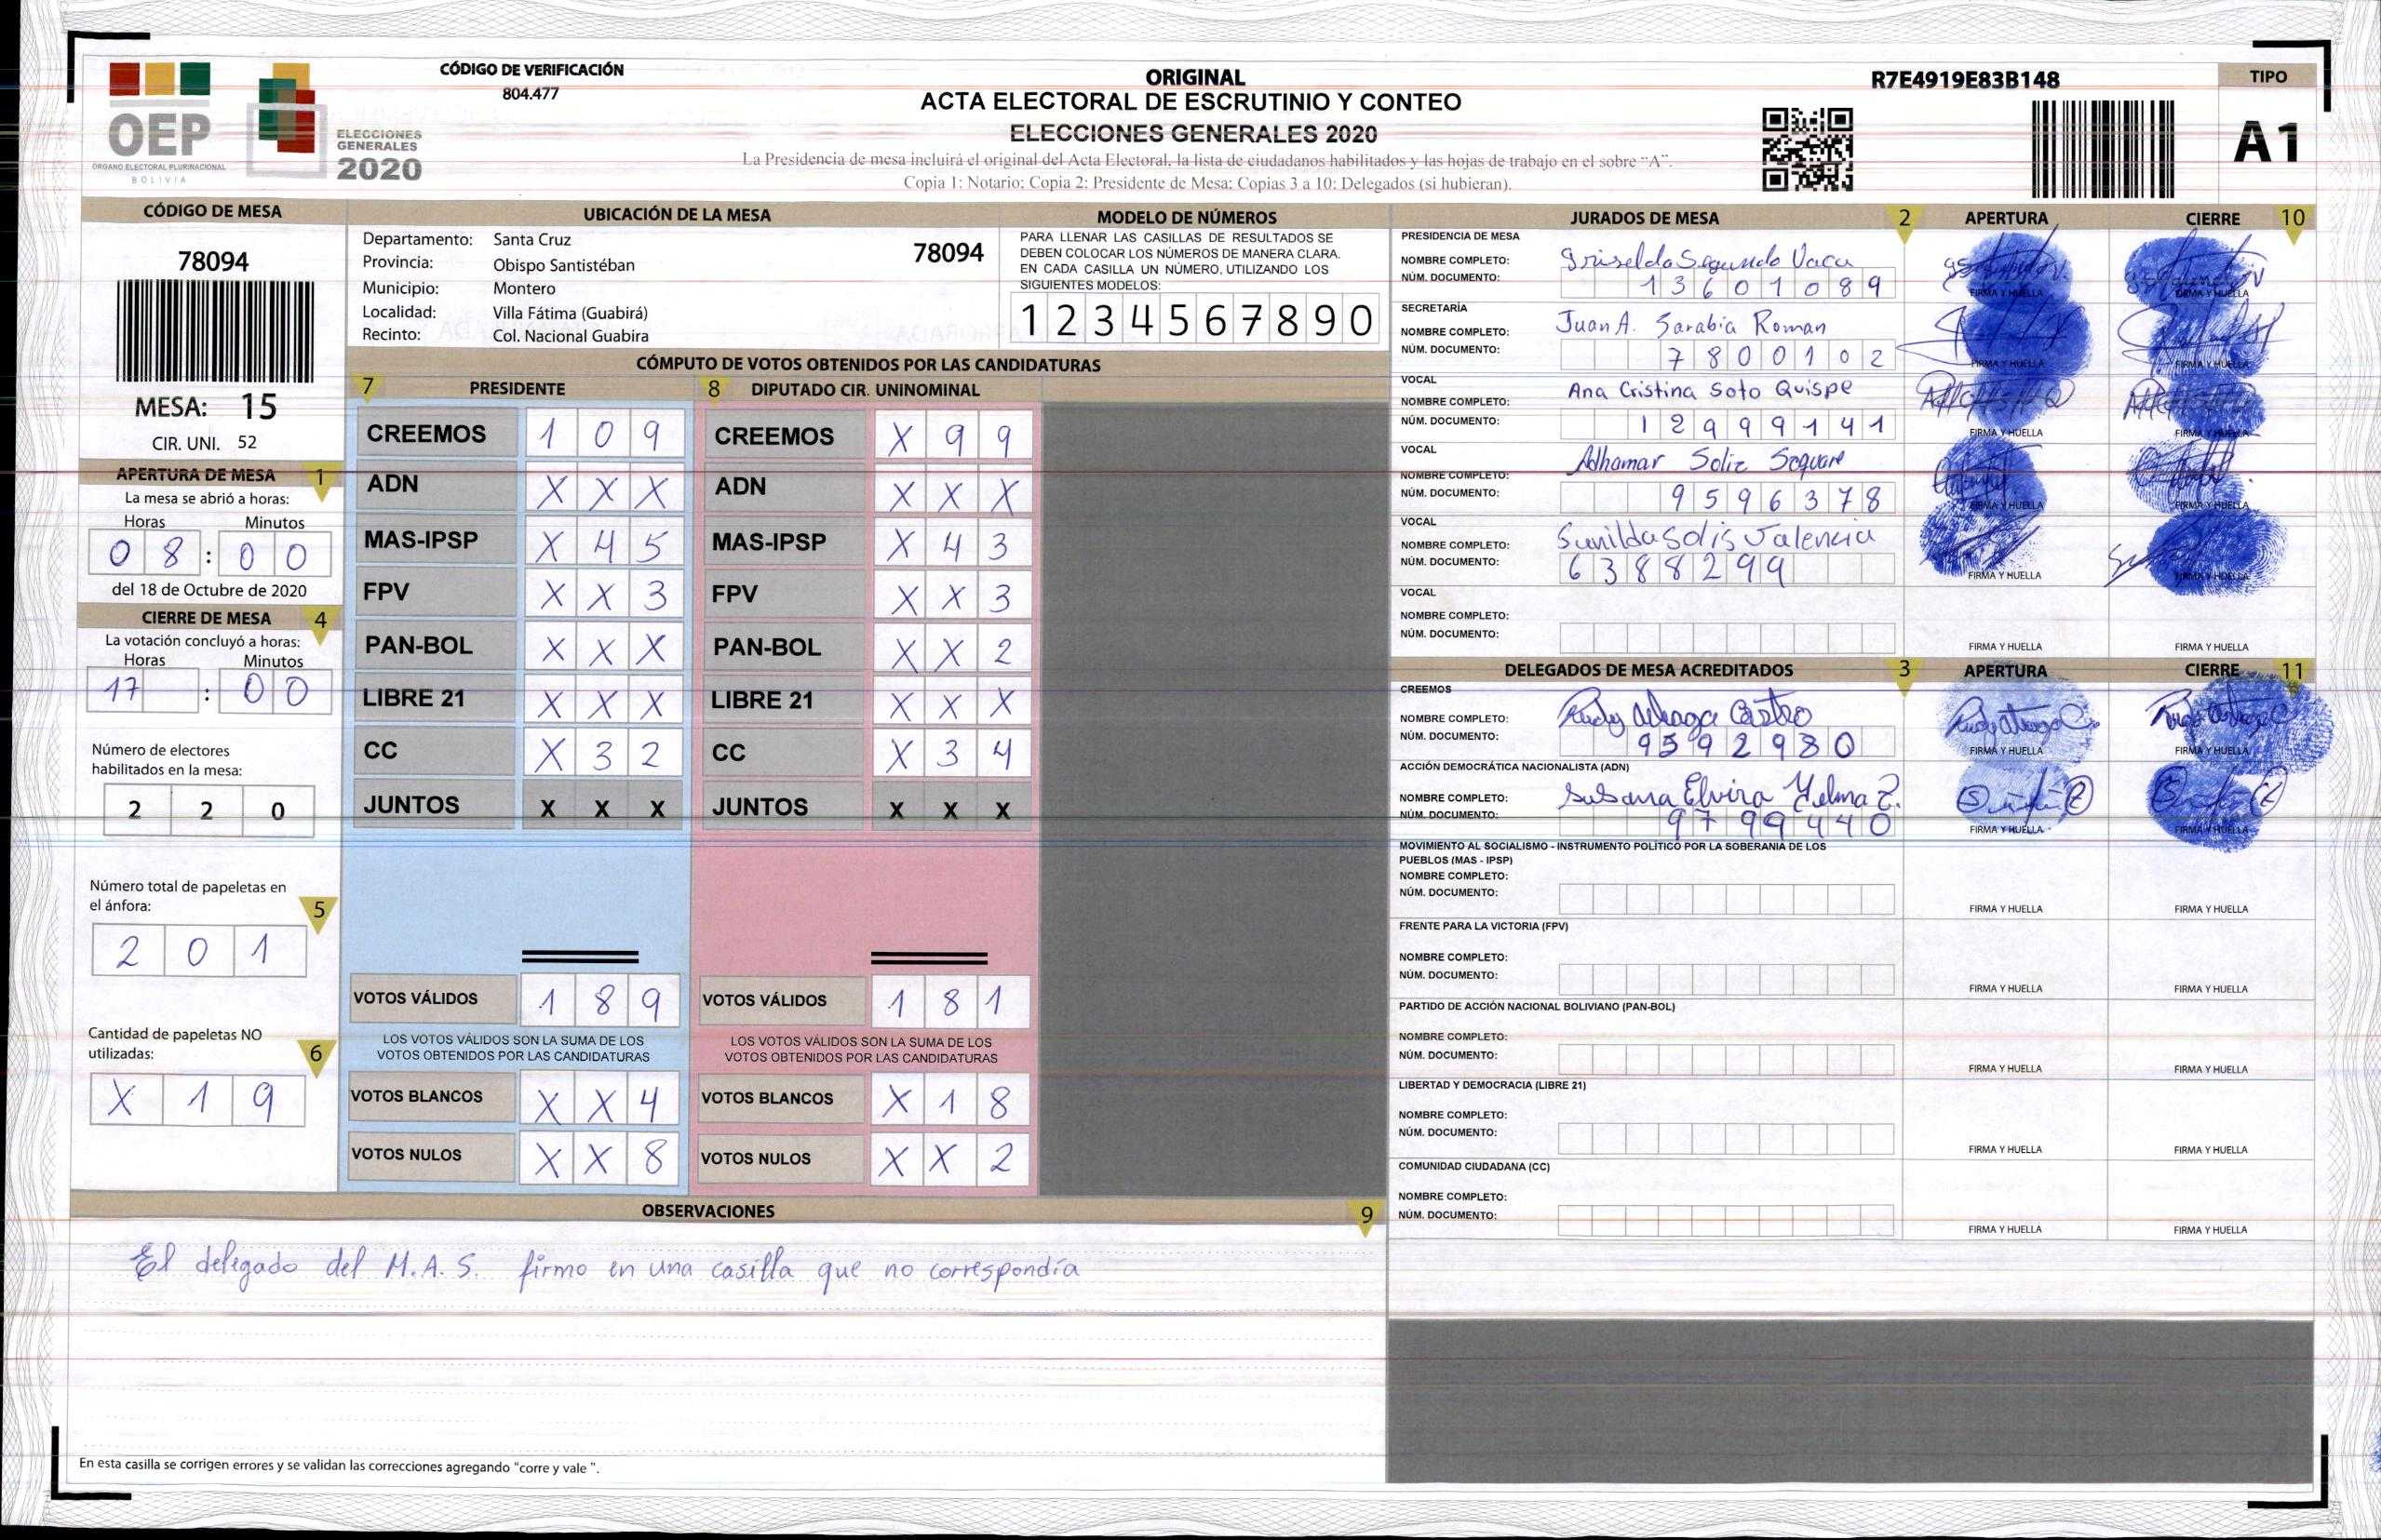 OEP
ÓRGANO ELECTORAL PLURINACIONAL
BOLIVIA
ELECCIONES
GENERALES
2020
CÓDIGO DE VERIFICACIÓN
804.477
ORIGINAL
ACTA ELECTORAL DE ESCRUTINIO Y CONTEO
ELECCIONES GENERALES 2020
La Presidencia de mesa incluirá el original del Acta Electoral, la lista de ciudadanos habilitados y las hojas de trabajo en el sobre "A".
Copia 1: Notario; Copia 2: Presidente de Mesa; Copias 3 a 10: Delegados (si hubieran).
R7E4919E83B148
TIPO
A1
CÓDIGO DE MESA
78094
MESA: 15
CIR. UNI. 52
APERTURA DE MESA 1
La mesa se abrió a horas:
Horas Minutos
0 8 : 0 0
del 18 de Octubre de 2020
CIERRE DE MESA 4
La votación concluyó a horas:
Horas Minutos
17 : 0 0
Número de electores
habilitados en la mesa:
2 2 0
Número total de papeletas en
el ánfora: 5
2 0 1
Cantidad de papeletas NO
utilizadas: 6
X 1 9
UBICACIÓN DE LA MESA
Departamento: Santa Cruz 78094
Provincia: Obispo Santistéban
Municipio: Montero
Localidad: Villa Fátima (Guabirá)
Recinto: Col. Nacional Guabira
MODELO DE NÚMEROS
PARA LLENAR LAS CASILLAS DE RESULTADOS SE
DEBEN COLOCAR LOS NÚMEROS DE MANERA CLARA.
EN CADA CASILLA UN NÚMERO, UTILIZANDO LOS
SIGUIENTES MODELOS:
1 2 3 4 5 6 7 8 9 0
CÓMPUTO DE VOTOS OBTENIDOS POR LAS CANDIDATURAS
7 PRESIDENTE 8 DIPUTADO CIR. UNINOMINAL
CREEMOS 1 0 9 CREEMOS X 9 9
ADN X X X ADN X X X
MAS-IPSP X 4 5 MAS-IPSP X 4 3
FPV X X 3 FPV X X 3
PAN-BOL X X X PAN-BOL X X 2
LIBRE 21 X X X LIBRE 21 X X X
CC X 3 2 CC X 3 4
JUNTOS X X X JUNTOS X X X
VOTOS VÁLIDOS 1 8 9 VOTOS VÁLIDOS 1 8 1
LOS VOTOS VÁLIDOS SON LA SUMA DE LOS LOS VOTOS VÁLIDOS SON LA SUMA DE LOS
VOTOS OBTENIDOS POR LAS CANDIDATURAS VOTOS OBTENIDOS POR LAS CANDIDATURAS
VOTOS BLANCOS X X 4 VOTOS BLANCOS X 1 8
VOTOS NULOS X X 8 VOTOS NULOS X X 2
OBSERVACIONES 9
El delegado del M.A.S. firmo en una casilla que no correspondía
En esta casilla se corrigen errores y se validan las correcciones agregando "corre y vale ".
JURADOS DE MESA 2 APERTURA CIERRE 10
PRESIDENCIA DE MESA
NOMBRE COMPLETO: Griselda Segundo Vaca
NÚM. DOCUMENTO: 1 3 6 0 1 0 8 9
FIRMA Y HUELLA FIRMA Y HUELLA
SECRETARÍA
NOMBRE COMPLETO: Juan A. Sarabia Roman
NÚM. DOCUMENTO: 7 8 0 0 1 0 2
FIRMA Y HUELLA FIRMA Y HUELLA
VOCAL
NOMBRE COMPLETO: Ana Cristina Soto Quispe
NÚM. DOCUMENTO: 1 2 9 9 9 1 4 1
FIRMA Y HUELLA FIRMA Y HUELLA
VOCAL
NOMBRE COMPLETO: Adhamar Soliz
NÚM. DOCUMENTO: 9 5 9 6 3 7 8
FIRMA Y HUELLA FIRMA Y HUELLA
VOCAL
NOMBRE COMPLETO: Sunilda Solis Valencia
NÚM. DOCUMENTO: 6 3 8 8 2 9 9
FIRMA Y HUELLA FIRMA Y HUELLA
VOCAL
NOMBRE COMPLETO:
NÚM. DOCUMENTO:
FIRMA Y HUELLA FIRMA Y HUELLA
DELEGADOS DE MESA ACREDITADOS 3 APERTURA CIERRE 11
CREEMOS
NOMBRE COMPLETO: Rudy Castro
NÚM. DOCUMENTO: 9 5 9 2 9 8 0
FIRMA Y HUELLA FIRMA Y HUELLA
ACCIÓN DEMOCRÁTICA NACIONALISTA (ADN)
NOMBRE COMPLETO: Susana Elvira Z.
NÚM. DOCUMENTO: 9 7 9 9 4 4 0
FIRMA Y HUELLA FIRMA Y HUELLA
MOVIMIENTO AL SOCIALISMO - INSTRUMENTO POLÍTICO POR LA SOBERANÍA DE LOS
PUEBLOS (MAS - IPSP)
NOMBRE COMPLETO:
NÚM. DOCUMENTO:
FIRMA Y HUELLA FIRMA Y HUELLA
FRENTE PARA LA VICTORIA (FPV)
NOMBRE COMPLETO:
NÚM. DOCUMENTO:
FIRMA Y HUELLA FIRMA Y HUELLA
PARTIDO DE ACCIÓN NACIONAL BOLIVIANO (PAN-BOL)
NOMBRE COMPLETO:
NÚM. DOCUMENTO:
FIRMA Y HUELLA FIRMA Y HUELLA
LIBERTAD Y DEMOCRACIA (LIBRE 21)
NOMBRE COMPLETO:
NÚM. DOCUMENTO:
FIRMA Y HUELLA FIRMA Y HUELLA
COMUNIDAD CIUDADANA (CC)
NOMBRE COMPLETO:
NÚM. DOCUMENTO:
FIRMA Y HUELLA FIRMA Y HUELLA